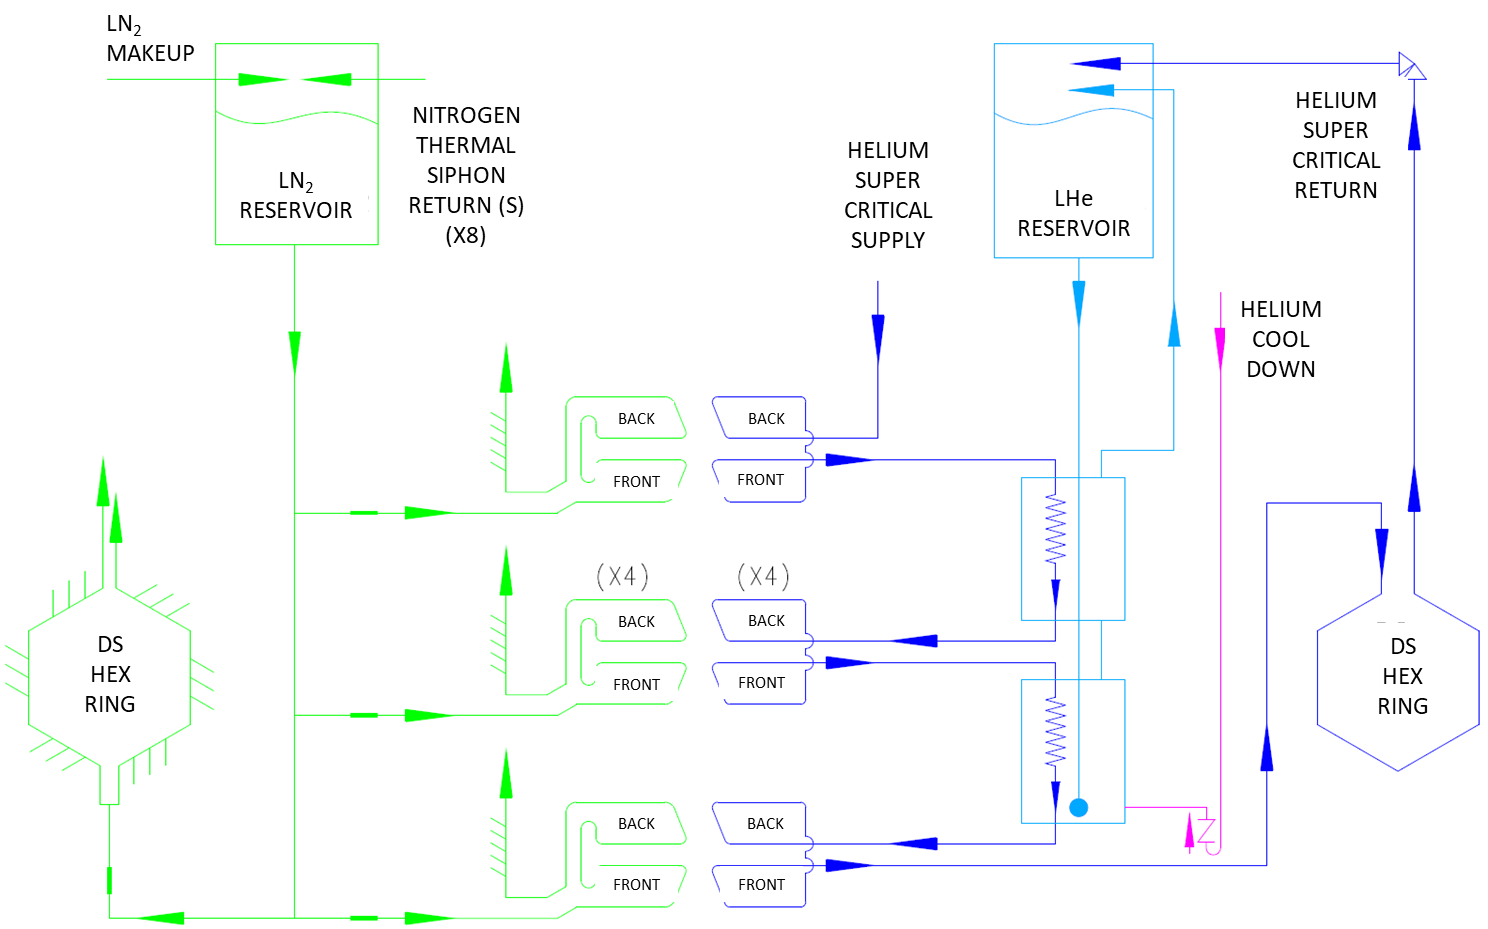 LN2
MAKEUP
NITROGEN
THERMAL
SIPHON
RETURN (S)
(X8)
LN2
RESERVOIR
HELIUM
SUPER
CRITICAL
SUPPLY
LHe
RESERVOIR
HELIUM
SUPER
CRITICAL
RETURN
HELIUM
COOL
DOWN
BACK
BACK
FRONT
FRONT
(X4)
(X4)
BACK
BACK
FRONT
FRONT
DS
HEX
RING
DS
HEX
RING
BACK
BACK
FRONT
FRONT